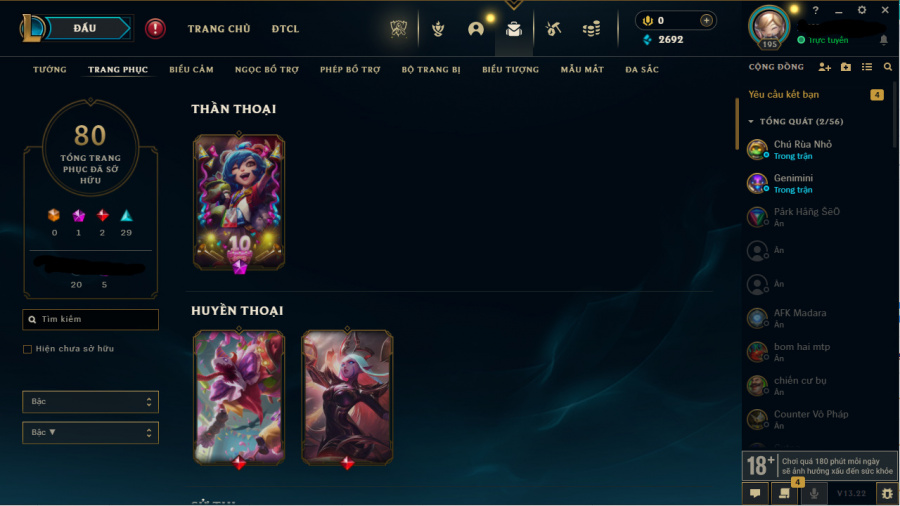 ĐẤU
TRANG CHỦ
ĐTCL
0
2692
195
Trực tuyến
TƯỚNG
TRANG PHỤC
BIỂU CẢM
NGỌC BỔ TRỢ
PHÉP BỔ TRỢ
BỘ TRANG BỊ
BIỂU TƯỢNG
MẪU MẮT
ĐA SẮC
80
TỔNG TRANG
PHỤC ĐÃ SỞ
HỮU
0 1 2 29
20 5
Tìm kiếm
Hiện chưa sở hữu
Bậc
Bậc ▼
THẦN THOẠI
10
HUYỀN THOẠI
SỬ THI
CỘNG ĐỒNG
Yêu cầu kết bạn
4
TỔNG QUÁT (2/56)
Chú Rùa Nhỏ
Trong trận
Genimini
Trong trận
Pảrk Hảñg ŠëÖ
Ẩn
Ẩn
Ẩn
AFK Madara
Ẩn
bom hai mtp
Ẩn
chiến cư bụ
Ẩn
Counter Vô Pháp
Ẩn
18+
Chơi quá 180 phút mỗi ngày
sẽ ảnh hưởng xấu đến sức khỏe
4
V13.22